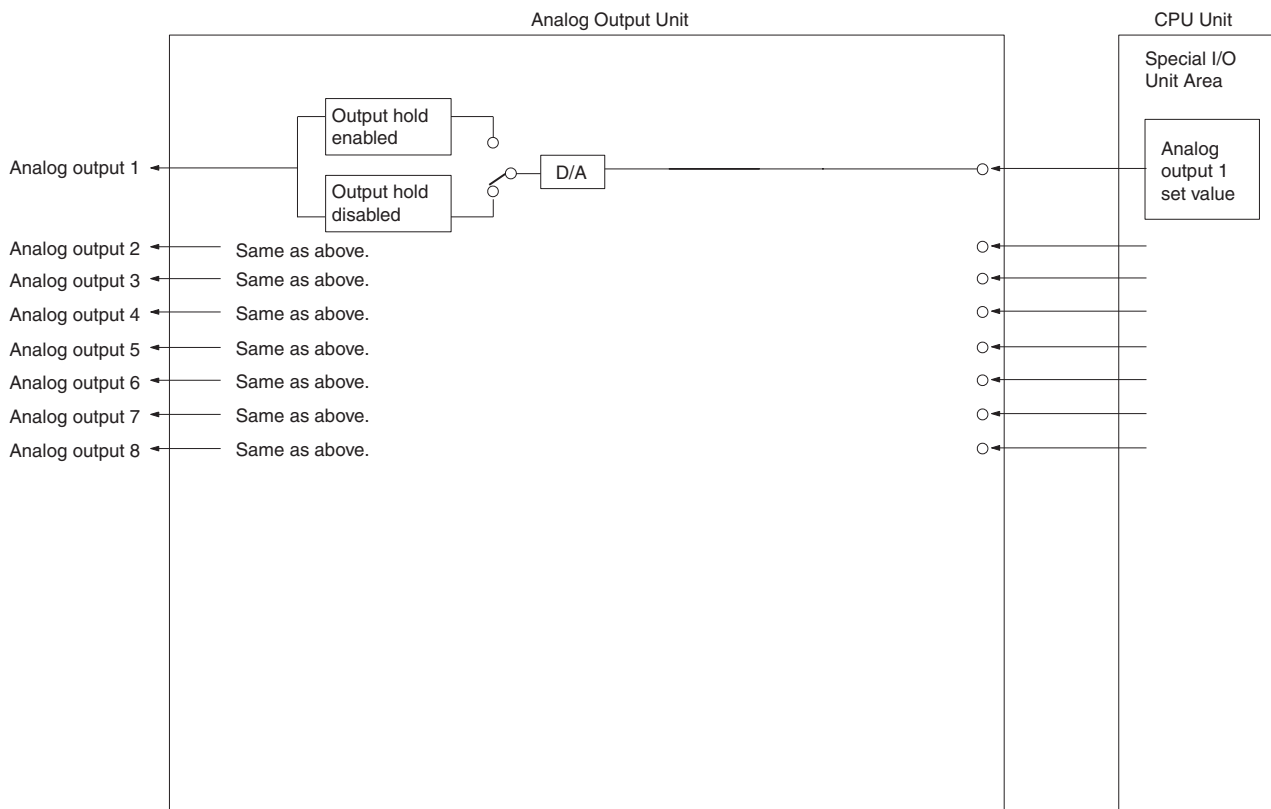 Analog Output Unit
CPU Unit
Special I/O
Unit Area
Output hold
enabled
Analog output 1
D/A
Analog
output 1
set value
Output hold
disabled
Analog output 2
Same as above.
Analog output 3
Same as above.
Analog output 4
Same as above.
Analog output 5
Same as above.
Analog output 6
Same as above.
Analog output 7
Same as above.
Analog output 8
Same as above.